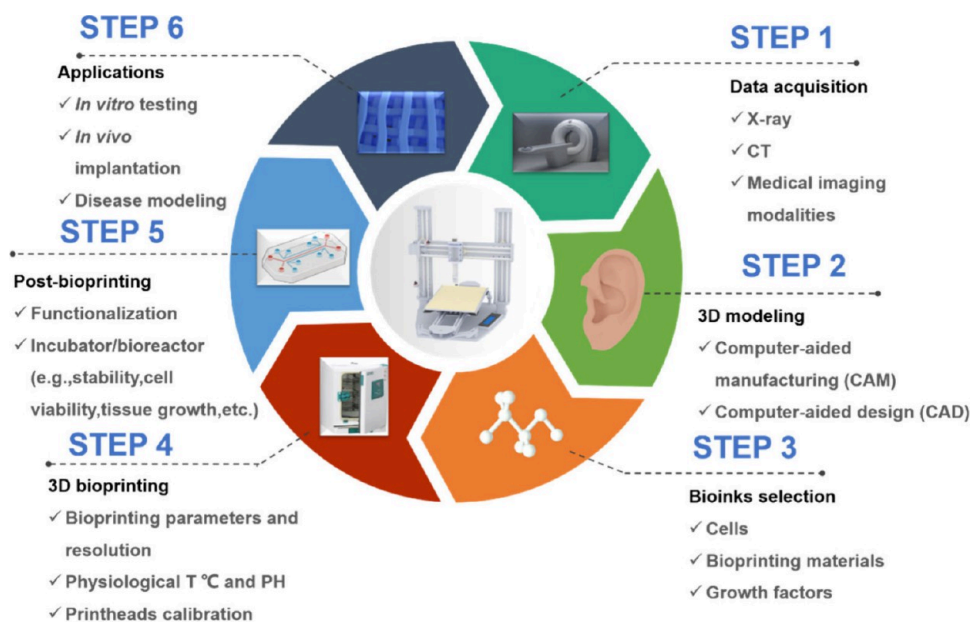 STEP 1
Data acquisition
✓ X-ray
✓ CT
✓ Medical imaging
modalities
STEP 2
3D modeling
✓ Computer-aided
manufacturing (CAM)
✓ Computer-aided design (CAD)
STEP 3
Bioinks selection
✓ Cells
✓ Bioprinting materials
✓ Growth factors
STEP 4
3D bioprinting
✓ Bioprinting parameters and
resolution
✓ Physiological T ℃ and PH
✓ Printheads calibration
STEP 5
Post-bioprinting
✓ Functionalization
✓ Incubator/bioreactor
(e.g.,stability,cell
viability,tissue growth,etc.)
STEP 6
Applications
✓ In vitro testing
✓ In vivo
implantation
✓ Disease modeling